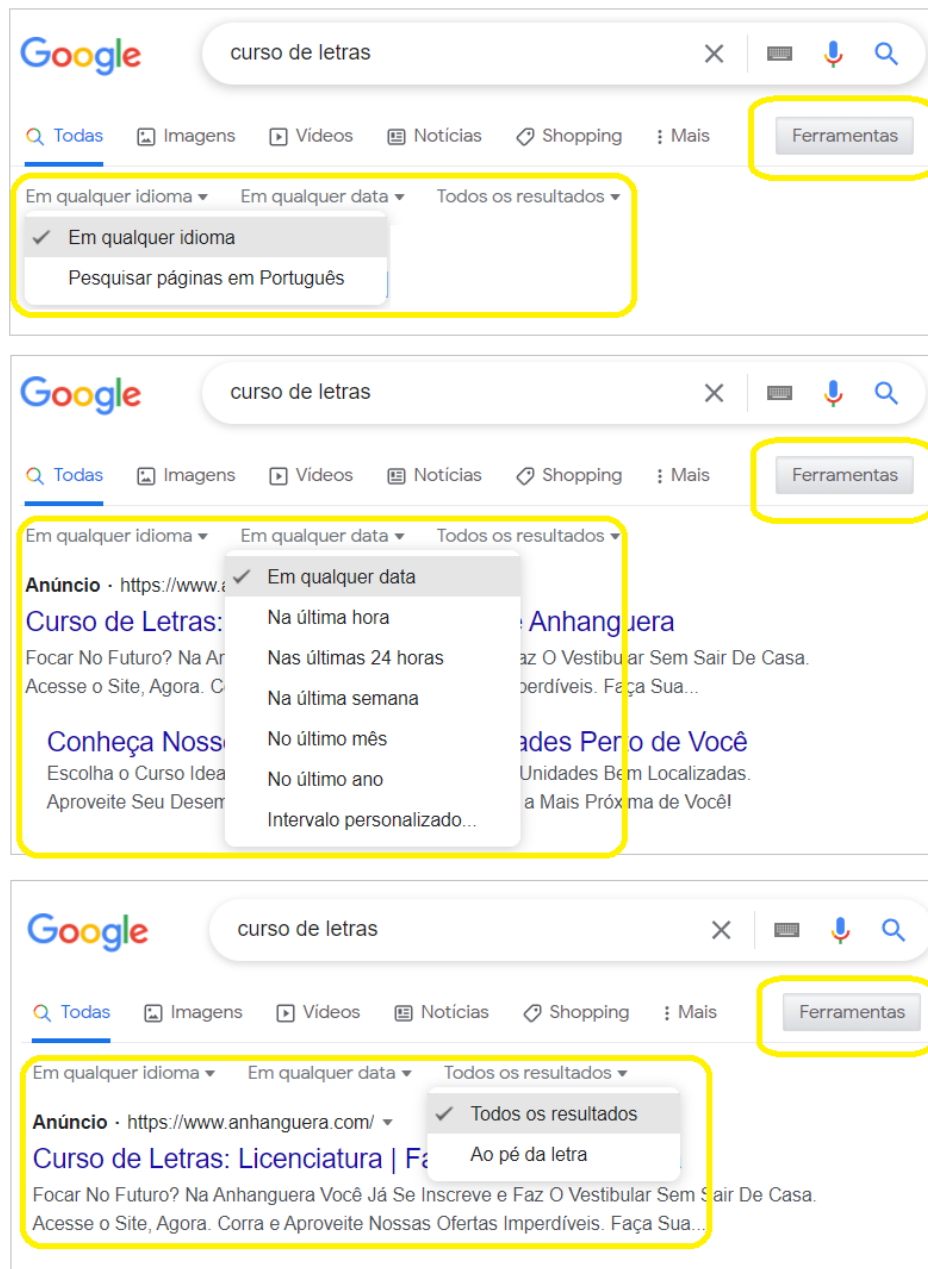 Google
curso de letras
Todas Imagens Vídeos Notícias Shopping Mais Ferramentas
Em qualquer idioma Em qualquer data Todos os resultados
Em qualquer idioma
Pesquisar páginas em Português
Google
curso de letras
Todas Imagens Vídeos Notícias Shopping Mais Ferramentas
Em qualquer idioma Em qualquer data Todos os resultados
Em qualquer data
Na última hora
Nas últimas 24 horas
Na última semana
No último mês
No último ano
Intervalo personalizado...
Anúncio · https://www.
Curso de Letras: Anhanguera
Focar No Futuro? Na Faz O Vestibular Sem Sair De Casa.
Acesse o Site, Agora. Faça Sua...
Conheça Perto de Você
Escolha o Curso Unidades Bem Localizadas.
Aproveite Seu a Mais Próxima de Você!
Google
curso de letras
Todas Imagens Vídeos Notícias Shopping Mais Ferramentas
Em qualquer idioma Em qualquer data Todos os resultados
Todos os resultados
Ao pé da letra
Anúncio · https://www.anhanguera.com/
Curso de Letras: Licenciatura |
Focar No Futuro? Na Anhanguera Você Já Se Inscreve e Faz O Vestibular Sem Sair De Casa.
Acesse o Site, Agora. Corra e Aproveite Nossas Ofertas Imperdíveis. Faça Sua...